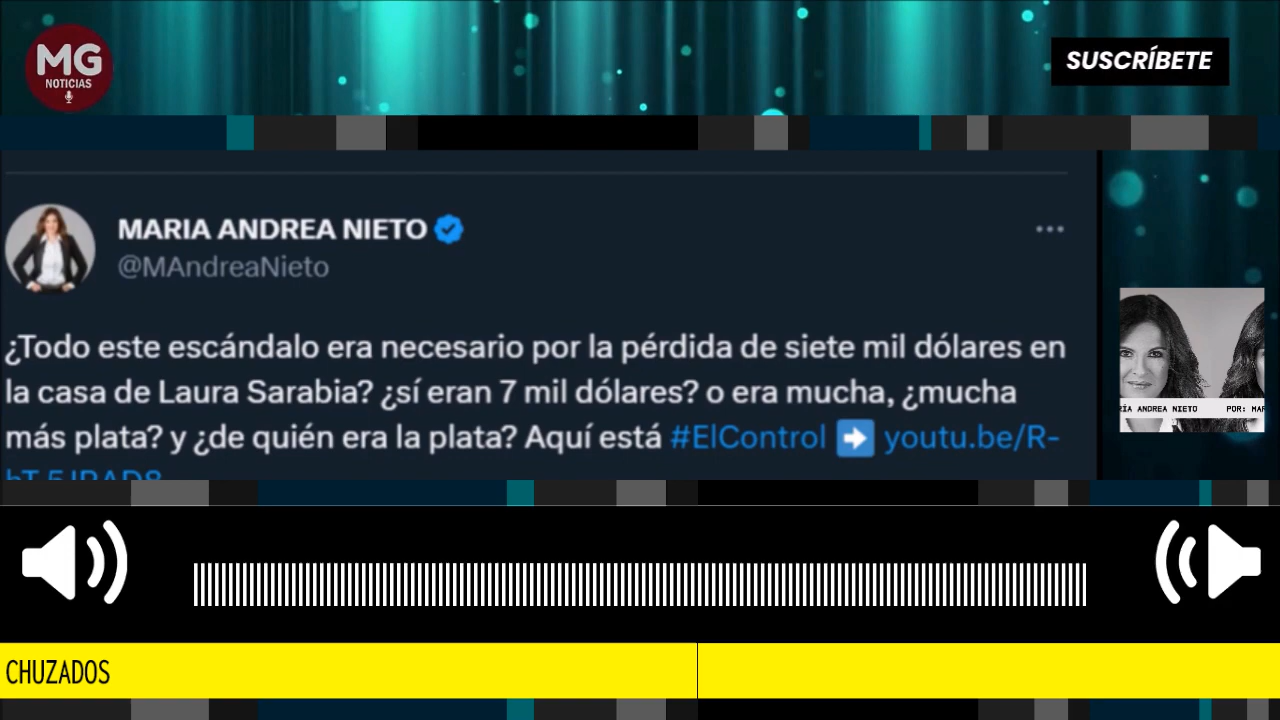 MG
NOTICIAS
SUSCRÍBETE
MARIA ANDREA NIETO
@MAndreaNieto
¿Todo este escándalo era necesario por la pérdida de siete mil dólares en
la casa de Laura Sarabia? ¿sí eran 7 mil dólares? o era mucha, ¿mucha
más plata? y ¿de quién era la plata? Aquí está #ElControl ➡ youtu.be/R-
ÍA ANDREA NIETO POR: MAR
CHUZADOS